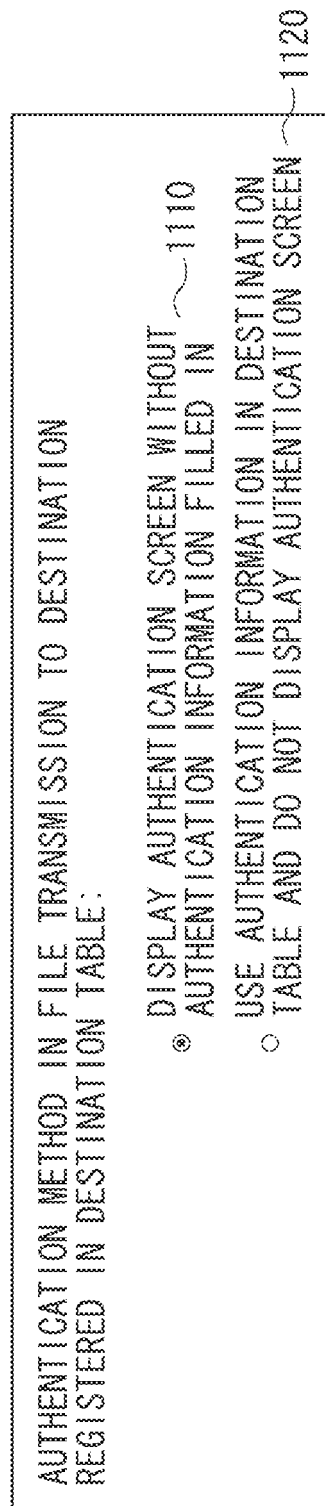 AUTHENTICATION METHOD IN FILE TRANSMISSION TO DESTINATION
REGISTERED IN DESTINATION TABLE:
DISPLAY AUTHENTICATION SCREEN WITHOUT
AUTHENTICATION INFORMATION FILLED IN
1110
USE AUTHENTICATION INFORMATION IN DESTINATION
TABLE AND DO NOT DISPLAY AUTHENTICATION SCREEN
1120